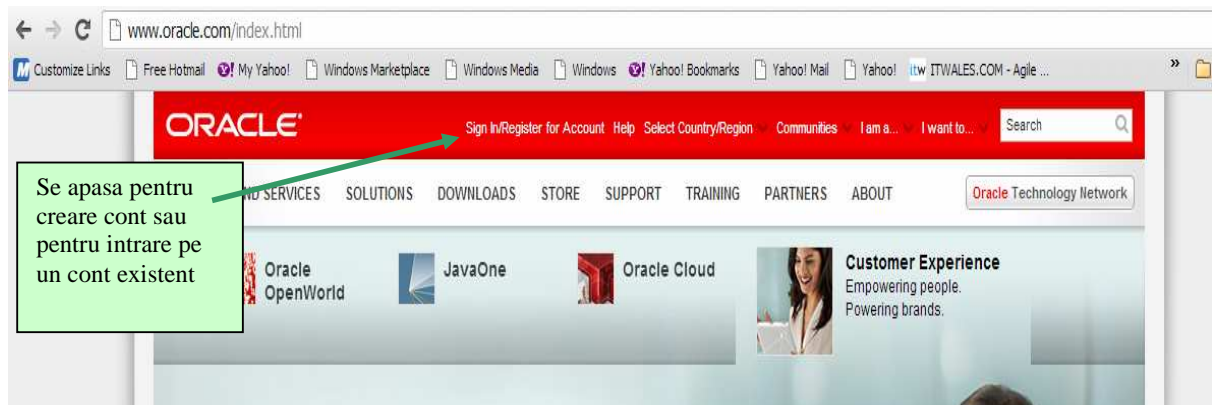 www.oracle.com/index.html
Customize Links Free Hotmail My Yahoo! Windows Marketplace Windows Media Windows Yahoo! Bookmarks Yahoo! Mail Yahoo! itw ITWALES.COM - Agile ... »
ORACLE Sign In/Register for Account Help Select Country/Region Communities I am a... I want to... Search
Se apasa pentru
creare cont sau
pentru intrare pe
un cont existent
SERVICES SOLUTIONS DOWNLOADS STORE SUPPORT TRAINING PARTNERS ABOUT Oracle Technology Network
Oracle
OpenWorld
JavaOne
Oracle Cloud
Customer Experience
Empowering people.
Powering brands.